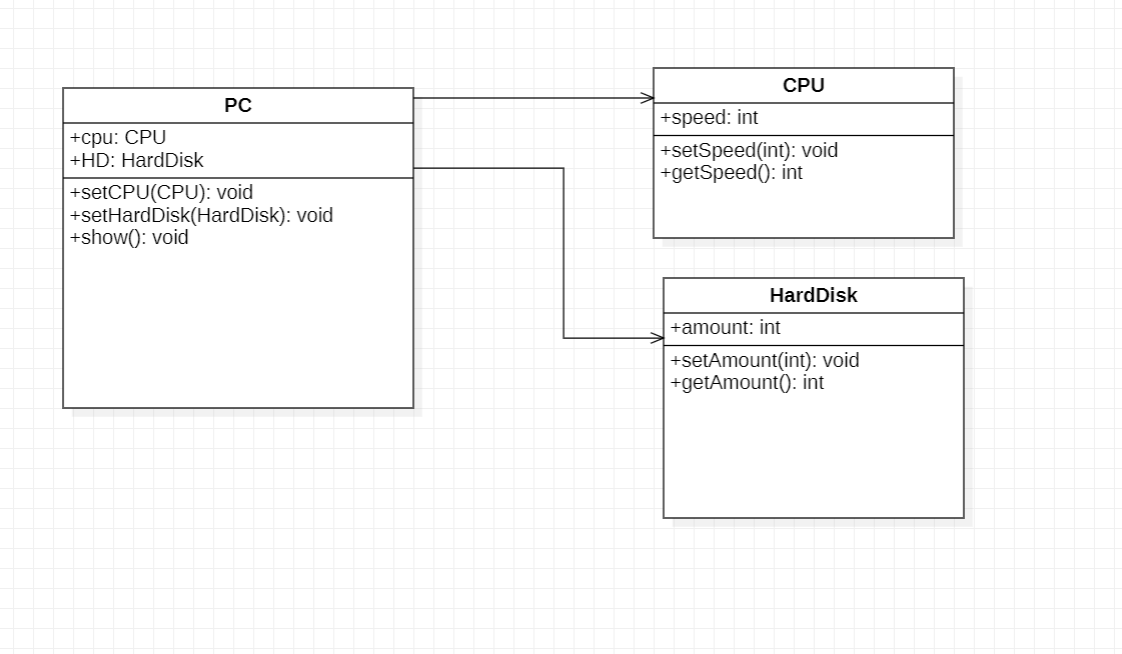 PC
+cpu: CPU
+HD: HardDisk
+setCPU(CPU): void
+setHardDisk(HardDisk): void
+show(): void
CPU
+speed: int
+setSpeed(int): void
+getSpeed(): int
HardDisk
+amount: int
+setAmount(int): void
+getAmount(): int